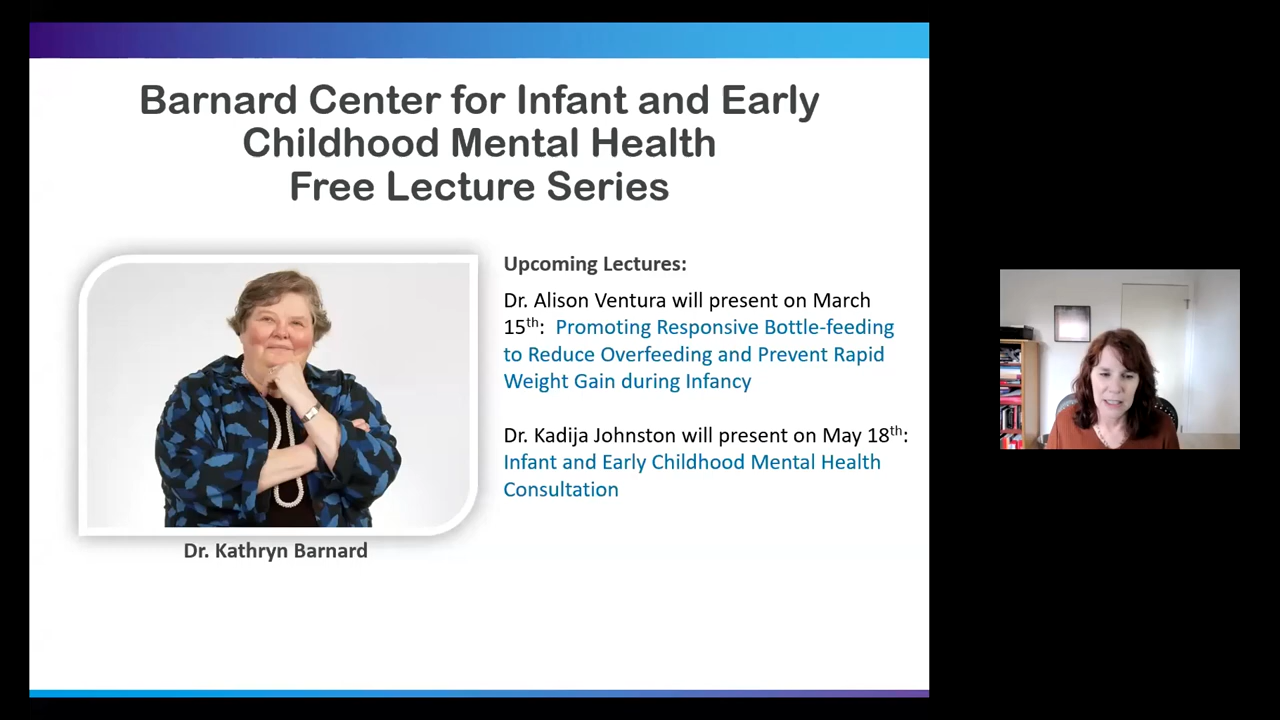 Barnard Center for Infant and Early
Childhood Mental Health
Free Lecture Series
Upcoming Lectures:
Dr. Alison Ventura will present on March
15th: Promoting Responsive Bottle-feeding
to Reduce Overfeeding and Prevent Rapid
Weight Gain during Infancy
Dr. Kadija Johnston will present on May 18th:
Infant and Early Childhood Mental Health
Consultation
Dr. Kathryn Barnard